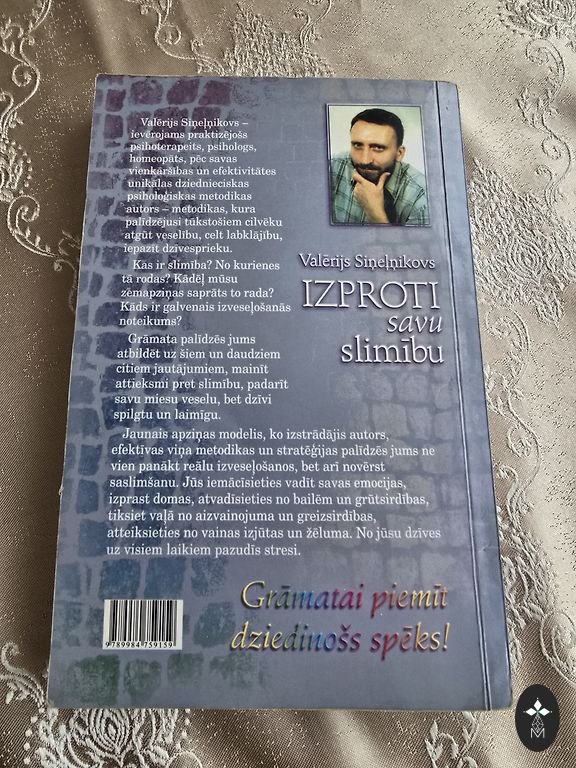 Valērijs Siņeļņikovs –
ievērojams praktizējošs
psihoterapeits, psihologs,
homeopāts, pēc savas
vienkāršības un efektivitātes
unikālas dziednieciskas
psiholoģiskas metodikas
autors – metodikas, kura
palīdzējusi tūkstošiem cilvēku
atgūt veselību, celt labklājību,
iepazīt dzīvesprieku.
Kas ir slimība? No kurienes
tā rodas? Kādēļ mūsu
zemapziņas saprāts to rada?
Kāds ir galvenais izveseļošanās
noteikums?
Grāmata palīdzēs jums
atbildēt uz šiem un daudziem
citiem jautājumiem, mainīt
attieksmi pret slimību, padarīt
savu miesu veselu, bet dzīvi
spilgtu un laimīgu.
Jaunais apziņas modelis, ko izstrādājis autors,
efektīvas viņa metodikas un stratēģijas palīdzēs jums ne
vien panākt reālu izveseļošanos, bet arī novērst
saslimšanu. Jūs iemācīsieties vadīt savas emocijas,
izprast domas, atvadīsieties no bailēm un grūtsirdības,
tiksiet vaļā no aizvainojuma un greizsirdības,
atteiksieties no vainas izjūtas un žēluma. No jūsu dzīves
uz visiem laikiem pazudīs stresi.
Valērijs Siņeļņikovs
IZPROTI
savu
slimību
Grāmatai piemīt
dziedinošs spēks!
9 789984 759159
M